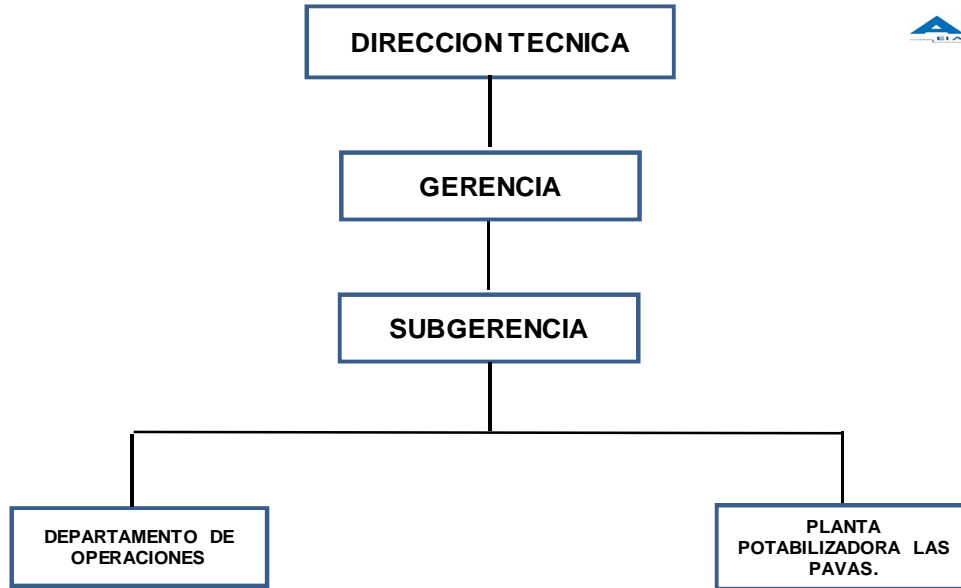 DIRECCION TECNICA
GERENCIA
SUBGERENCIA
DEPARTAMENTO DE
OPERACIONES
PLANTA
POTABILIZADORA LAS
PAVAS.